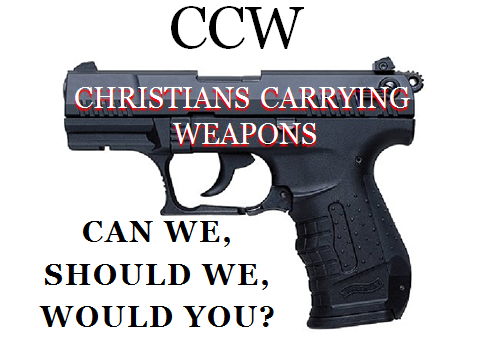 CCW
CHRISTIANS CARRYING
WEAPONS
CAN WE,
SHOULD WE,
WOULD YOU?